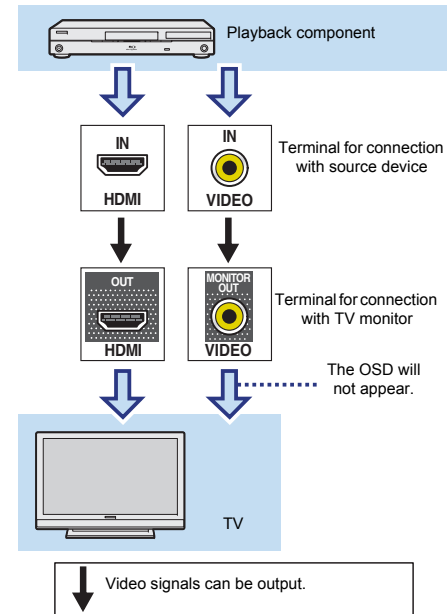 Playback component
IN
HDMI
IN
VIDEO
Terminal for connection
with source device
OUT
HDMI
MONITOR
OUT
VIDEO
Terminal for connection
with TV monitor
The OSD will
not appear.
TV
Video signals can be output.